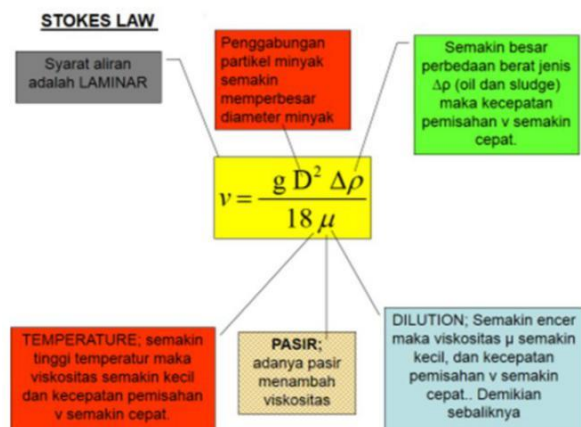 STOKES LAW
Syarat aliran
adalah LAMINAR
Penggabungan
partikel minyak
semakin
memperbesar
diameter minyak
Semakin besar
perbedaan berat jenis
Δρ (oil dan sludge)
maka kecepatan
pemisahan v semakin
cepat.
v = g D² Δρ / 18 μ
TEMPERATURE; semakin
tinggi temperatur maka
viskositas semakin kecil
dan kecepatan pemisahan
v semakin cepat.
PASIR;
adanya pasir
menambah
viskositas
DILUTION; Semakin encer
maka viskositas μ semakin
kecil, dan kecepatan
pemisahan v semakin
cepat.. Demikian
sebaliknya